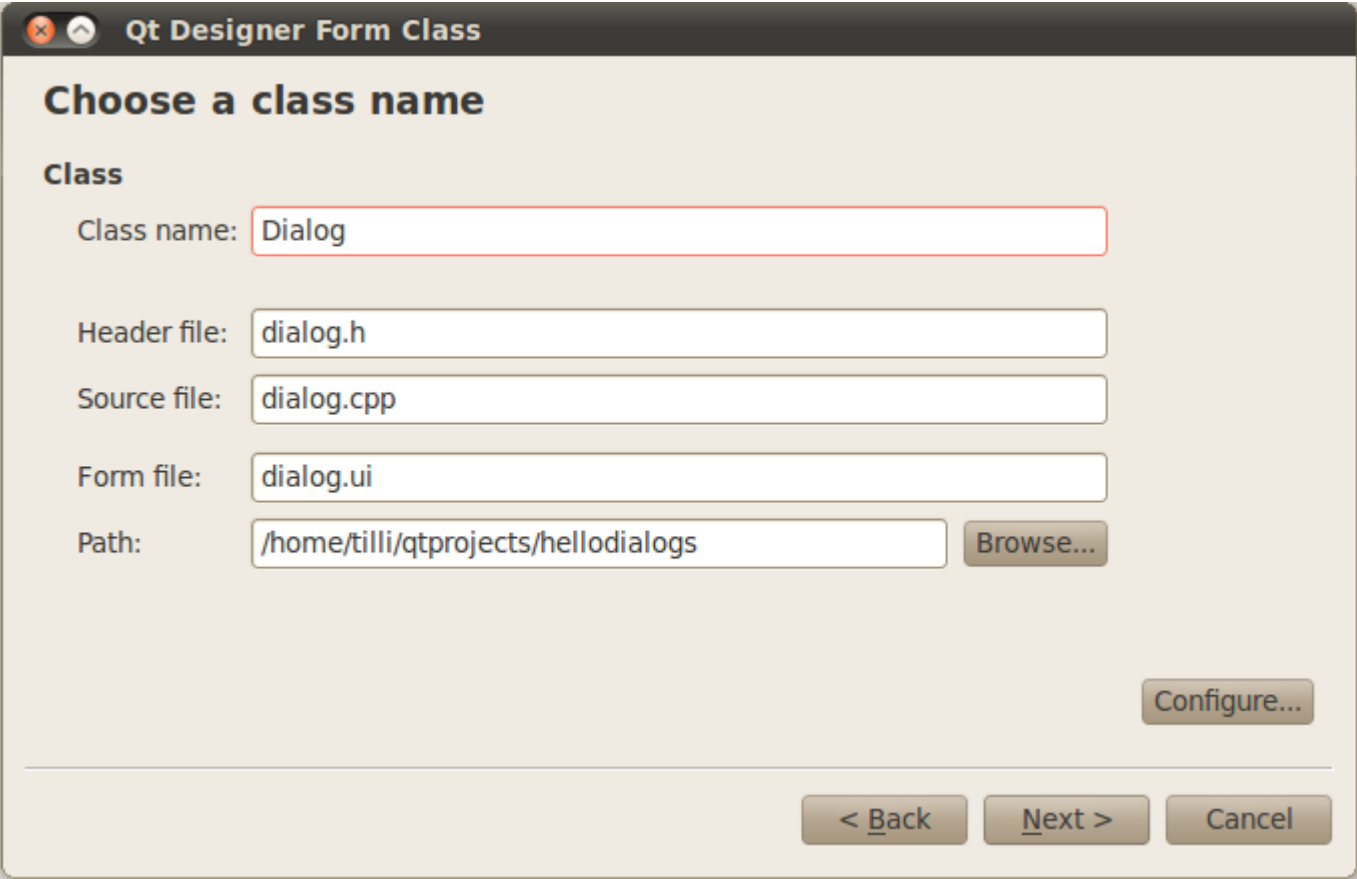 Qt Designer Form Class
Choose a class name
Class
Class name: Dialog
Header file: dialog.h
Source file: dialog.cpp
Form file: dialog.ui
Path: /home/tilli/qtprojects/hellodialogs Browse...
Configure...
< Back Next > Cancel